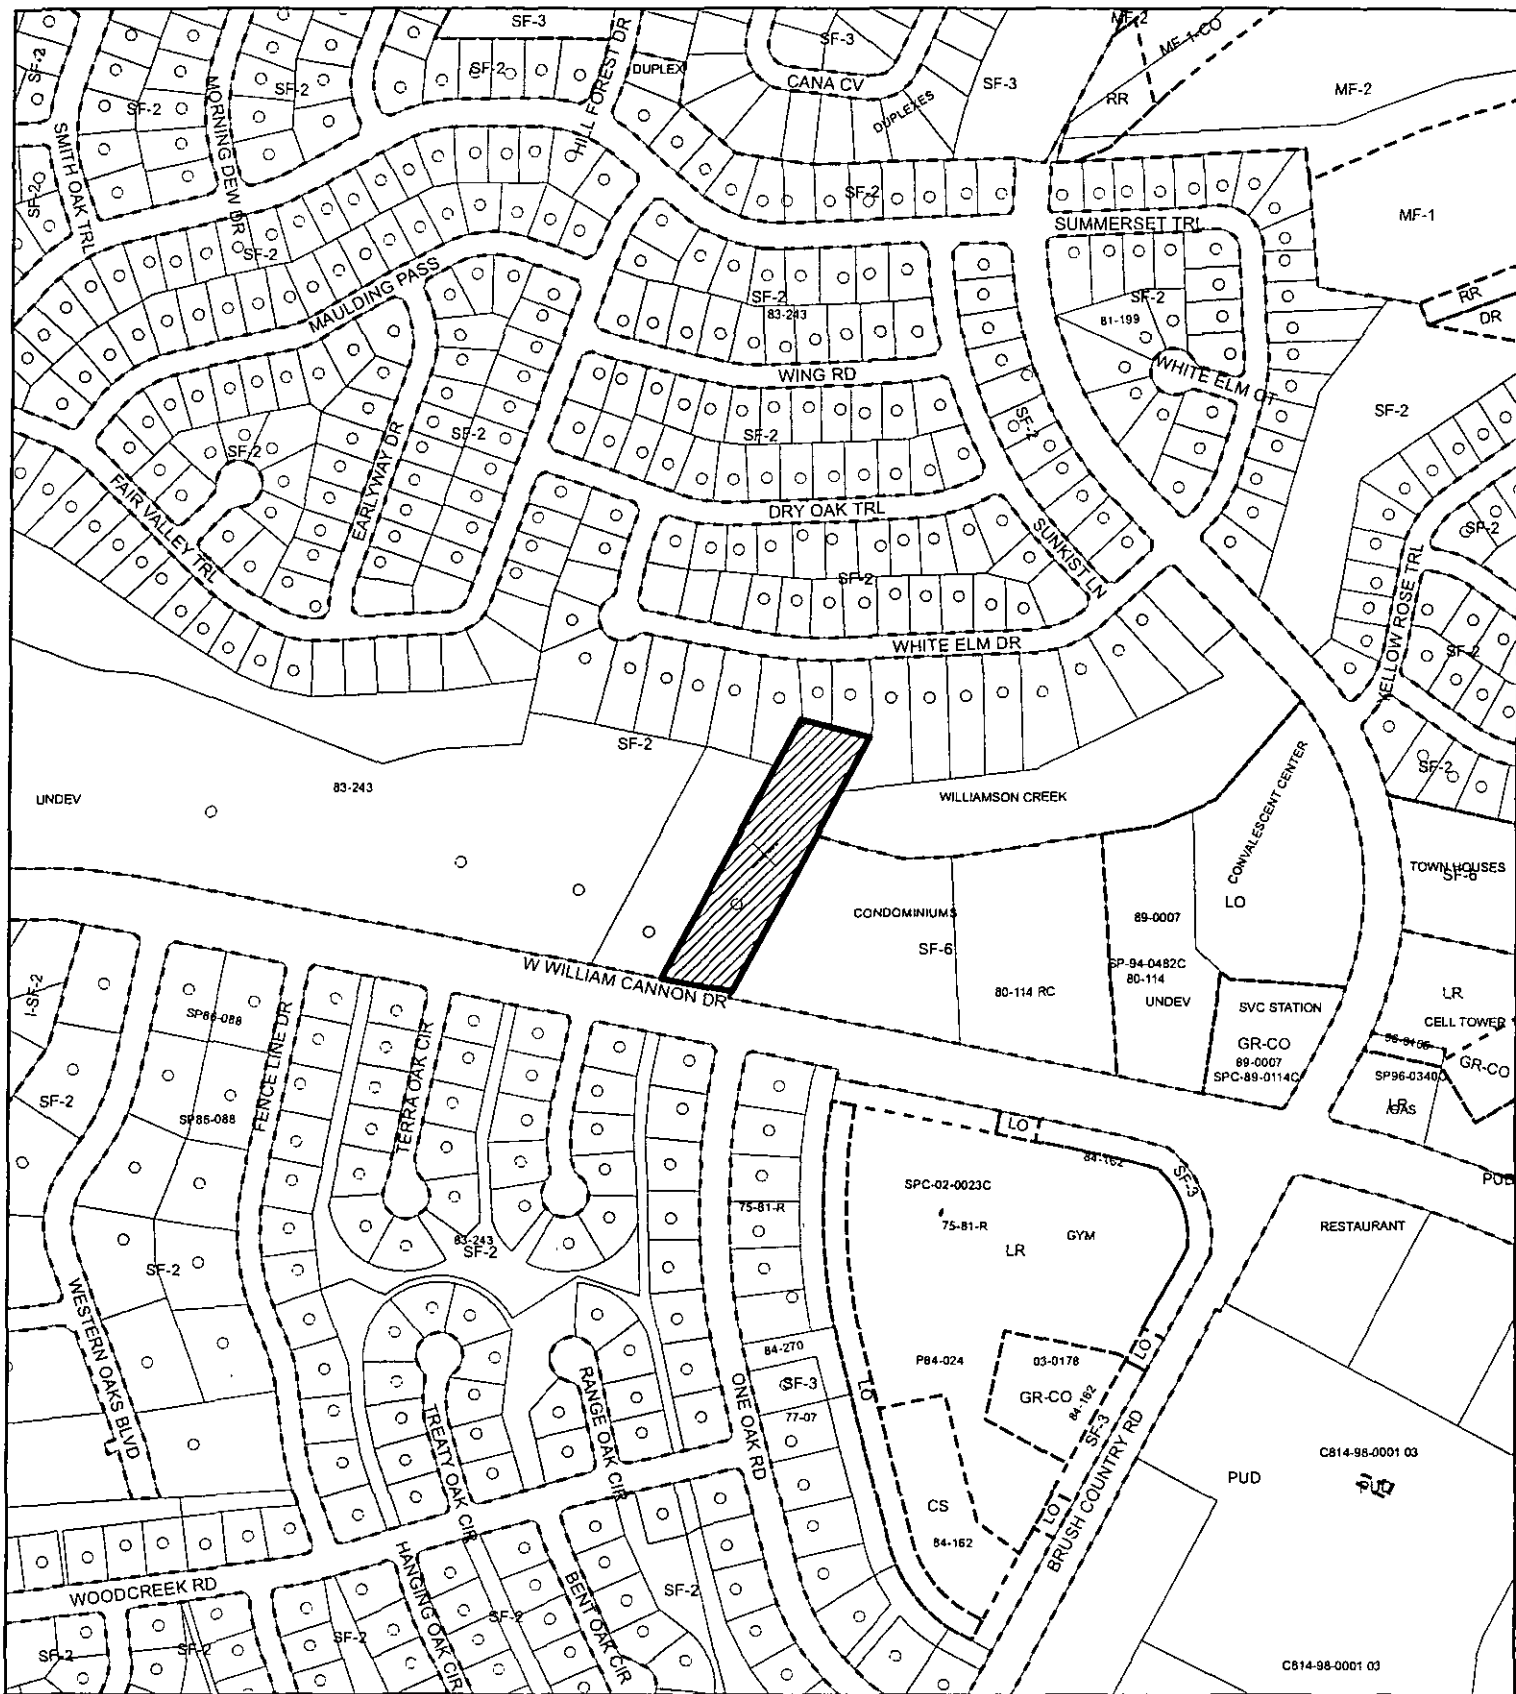 SF-3
SF-2
SF-2
SF-2
SF-2
SF-2
SMITH OAK TRL
MORNING DEW DR
HILL FOREST DR
DUPLEX
SF-3
CANA CV
DUPLEXES
SF-3
MF-2
MF-1-CO
RR
MF-2
SF-2
SUMMERSET TRL
MF-1
SF-2
MAULDING PASS
SF-2
83-243
SF-2
81-199
RR
DR
WING RD
WHITE ELM CT
SF-2
SF-2
SF-2
SF-2
SF-2
FAIR VALLEY TRL
EARLYWAY DR
DRY OAK TRL
SUNKIST LN
SF-2
SF-2
YELLOW ROSE TRL
WHITE ELM DR
SF-2
SF-2
UNDEV
83-243
WILLIAMSON CREEK
CONVALESCENT CENTER
SF-2
TOWN HOUSES
SF-6
CONDOMINIUMS
SF-6
89-0007
LO
W WILLIAM CANNON DR
SP-94-0482C
80-114
UNDEV
80-114 RC
SVC STATION
GR-CO
89-0007
SPC-89-0114C
LR
CELL TOWER
GR-CO
SP96-0340C
LR
GAS
I-SF-2
SP86-088
FENCE LINE DR
TERRA OAK CIR
SF-2
SP85-088
LO
84-162
SF-3
PUD
SPC-02-0023C
75-81-R
75-81-R
GYM
LR
RESTAURANT
83-243
SF-2
SF-2
WESTERN OAKS BLVD
84-270
SF-3
77-07
P84-024
03-0178
GR-CO
LO
84-162
SF-3
LO
TREATY OAK CIR
RANGE OAK CIR
ONE OAK RD
BRUSH COUNTRY RD
C814-98-0001 03
PUD
CS
84-162
LO
WOODCREEK RD
HANGING OAK CIR
BENT OAK CIR
SF-2
SF-2
SF-2
SF-2
SF-2
C814-98-0001 03